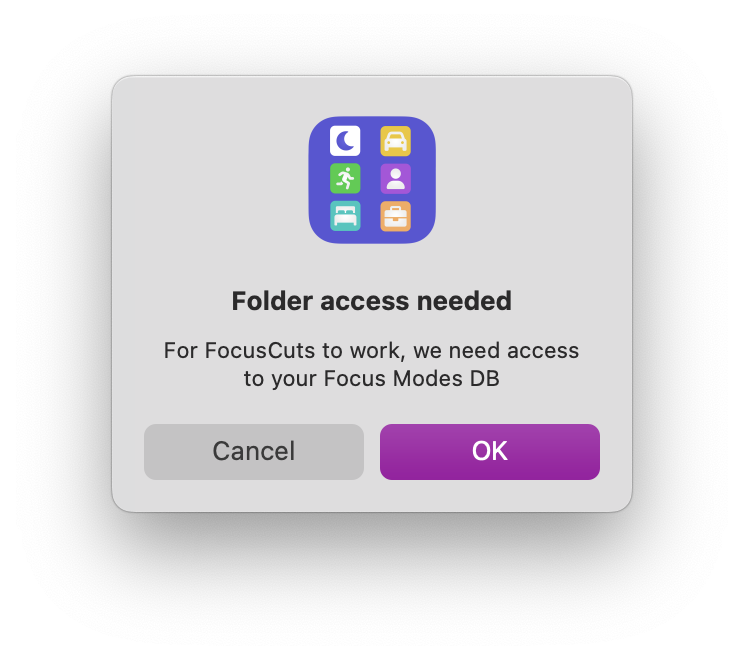 Folder access needed
For FocusCuts to work, we need access
to your Focus Modes DB
Cancel
OK